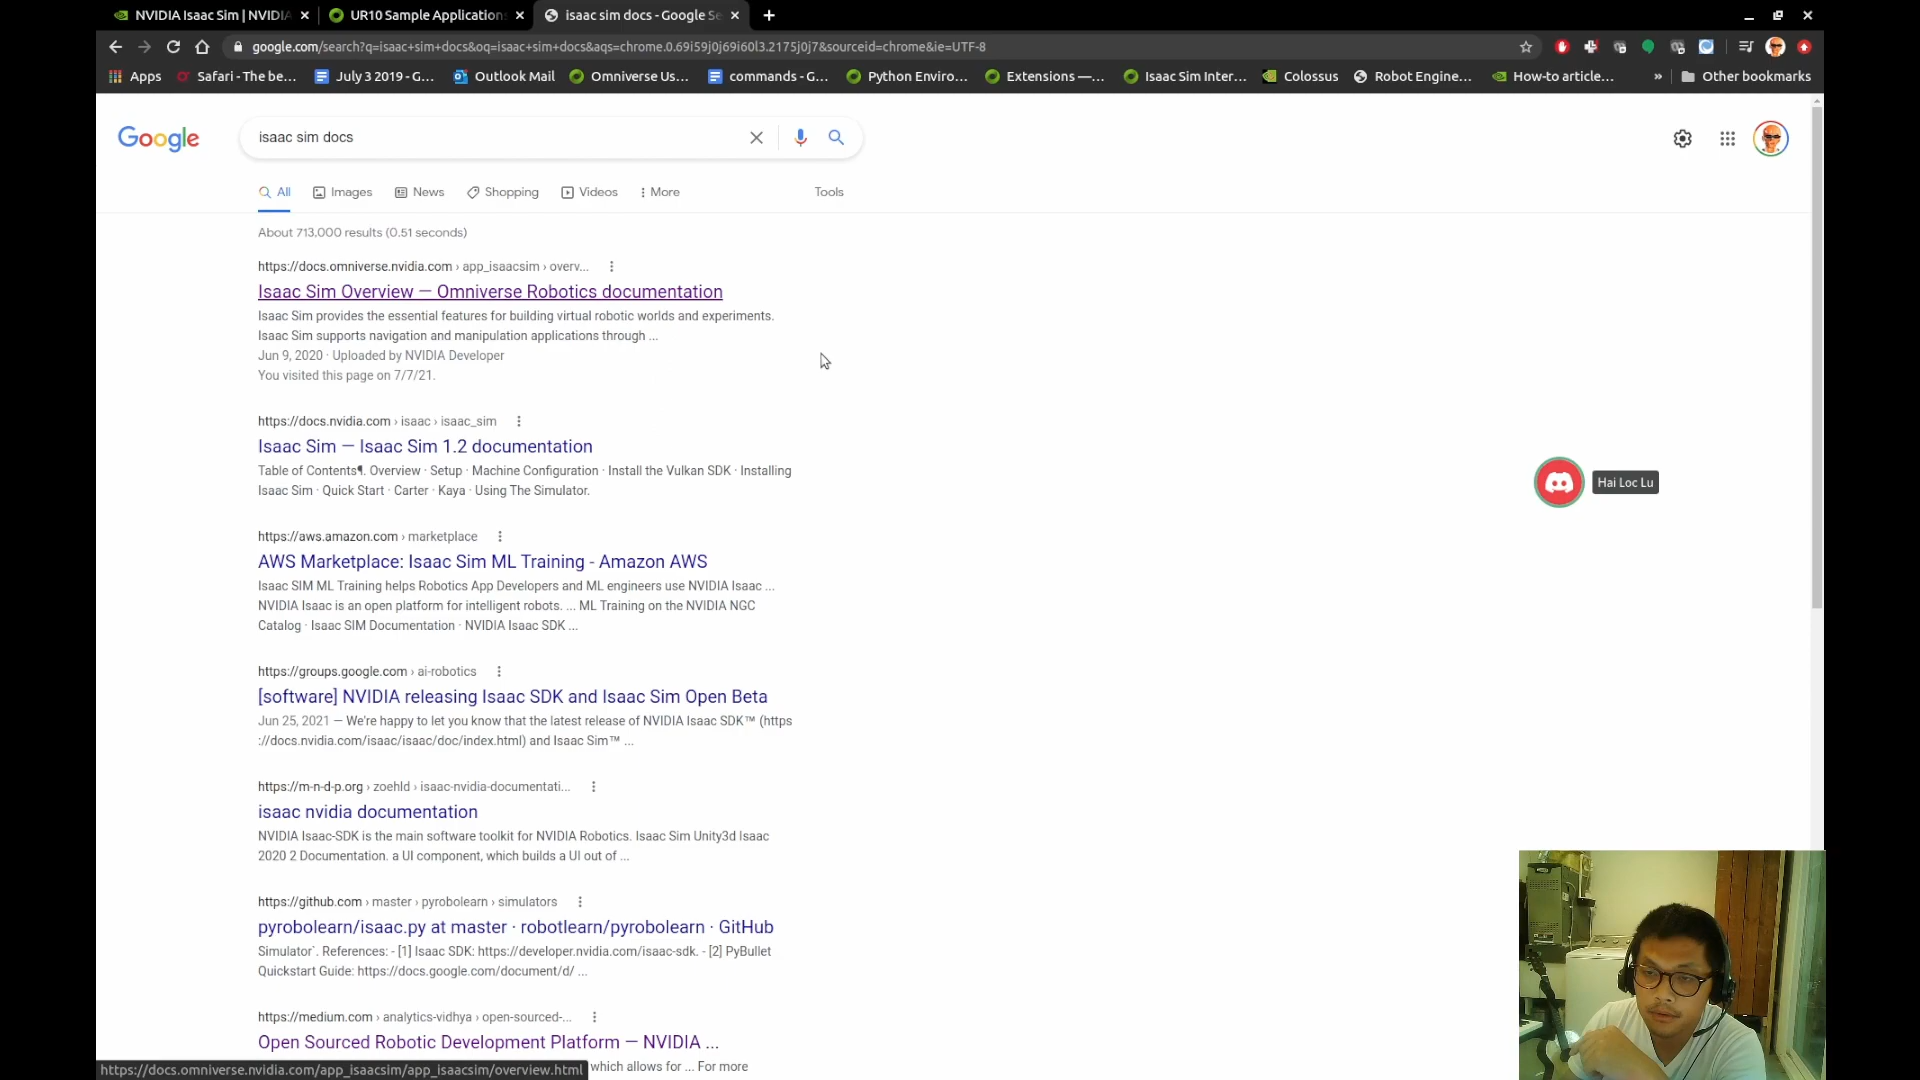 NVIDIA Isaac Sim | NVIDIA
UR10 Sample Applications
isaac sim docs - Google Se
google.com/search?q=isaac+sim+docs&oq=isaac+sim+docs&aqs=chrome.0.69i59j0j69i60l3.2175j0j7&sourceid=chrome&ie=UTF-8
Apps
Safari - The be...
July 3 2019 - G...
Outlook Mail
Omniverse Us...
commands - G...
Python Enviro...
Extensions —...
Isaac Sim Inter...
Colossus
Robot Engine...
How-to article...
»
Other bookmarks
Google
isaac sim docs
All
Images
News
Shopping
Videos
More
Tools
About 713,000 results (0.51 seconds)
https://docs.omniverse.nvidia.com › app_isaacsim › overv...
Isaac Sim Overview — Omniverse Robotics documentation
Isaac Sim provides the essential features for building virtual robotic worlds and experiments.
Isaac Sim supports navigation and manipulation applications through ...
Jun 9, 2020 · Uploaded by NVIDIA Developer
You visited this page on 7/7/21.
https://docs.nvidia.com › isaac › isaac_sim
Isaac Sim — Isaac Sim 1.2 documentation
Table of Contents¶. Overview · Setup · Machine Configuration · Install the Vulkan SDK · Installing
Isaac Sim · Quick Start · Carter · Kaya · Using The Simulator.
Hai Loc Lu
https://aws.amazon.com › marketplace
AWS Marketplace: Isaac Sim ML Training - Amazon AWS
Isaac SIM ML Training helps Robotics App Developers and ML engineers use NVIDIA Isaac ...
NVIDIA Isaac is an open platform for intelligent robots. ... ML Training on the NVIDIA NGC
Catalog · Isaac SIM Documentation · NVIDIA Isaac SDK ...
https://groups.google.com › ai-robotics
[software] NVIDIA releasing Isaac SDK and Isaac Sim Open Beta
Jun 25, 2021 — We're happy to let you know that the latest release of NVIDIA Isaac SDK™ (https
://docs.nvidia.com/isaac/isaac/doc/index.html) and Isaac Sim™ ...
https://m-n-d-p.org › zoehld › isaac-nvidia-documentati...
isaac nvidia documentation
NVIDIA Isaac-SDK is the main software toolkit for NVIDIA Robotics. Isaac Sim Unity3d Isaac
2020 2 Documentation. a UI component, which builds a UI out of ...
https://github.com › master › pyrobolearn › simulators
pyrobolearn/isaac.py at master · robotlearn/pyrobolearn · GitHub
Simulator`. References: - [1] Isaac SDK: https://developer.nvidia.com/isaac-sdk. - [2] PyBullet
Quickstart Guide: https://docs.google.com/document/d/ ...
https://medium.com › analytics-vidhya › open-sourced-...
Open Sourced Robotic Development Platform — NVIDIA ...
which allows for ... For more
https://docs.omniverse.nvidia.com/app_isaacsim/app_isaacsim/overview.html